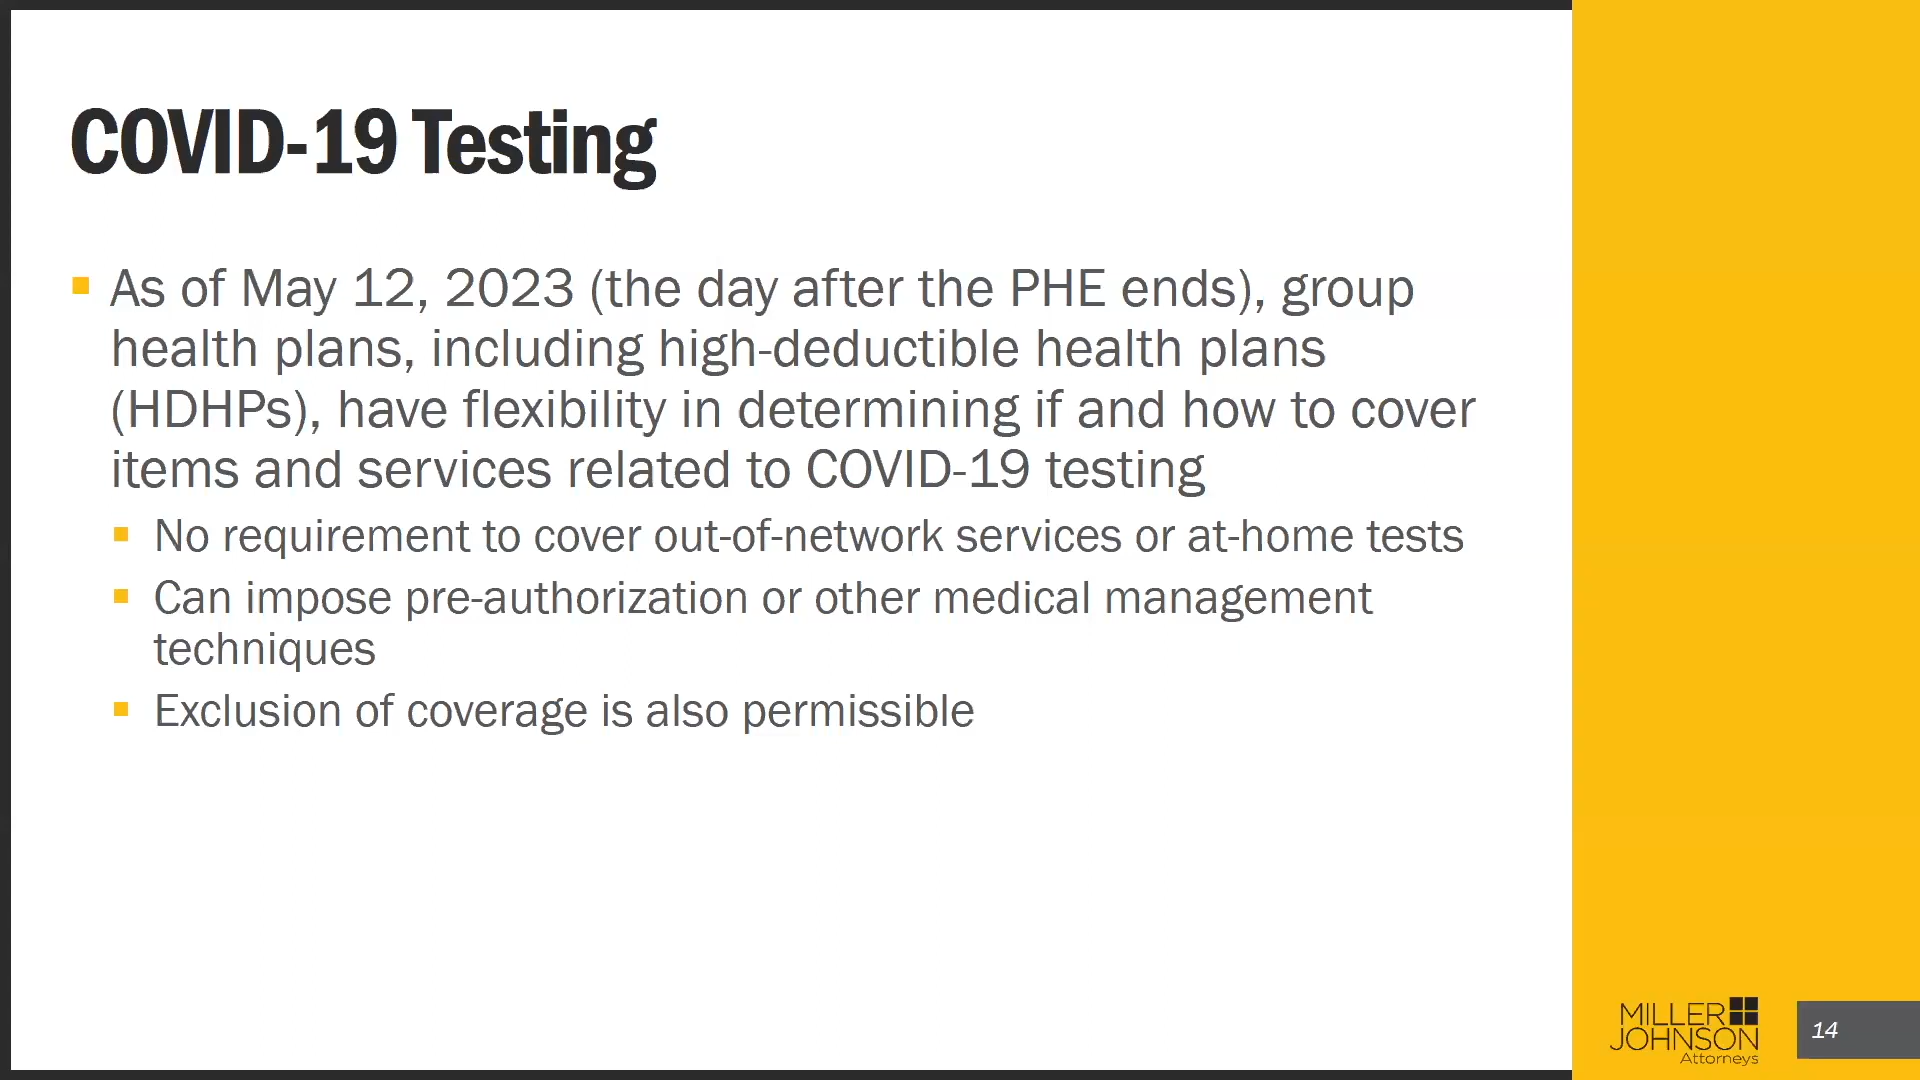 COVID-19 Testing
As of May 12, 2023 (the day after the PHE ends), group
health plans, including high-deductible health plans
(HDHPs), have flexibility in determining if and how to cover
items and services related to COVID-19 testing
No requirement to cover out-of-network services or at-home tests
Can impose pre-authorization or other medical management
techniques
Exclusion of coverage is also permissible
MILLER
JOHNSON
Attorneys
14